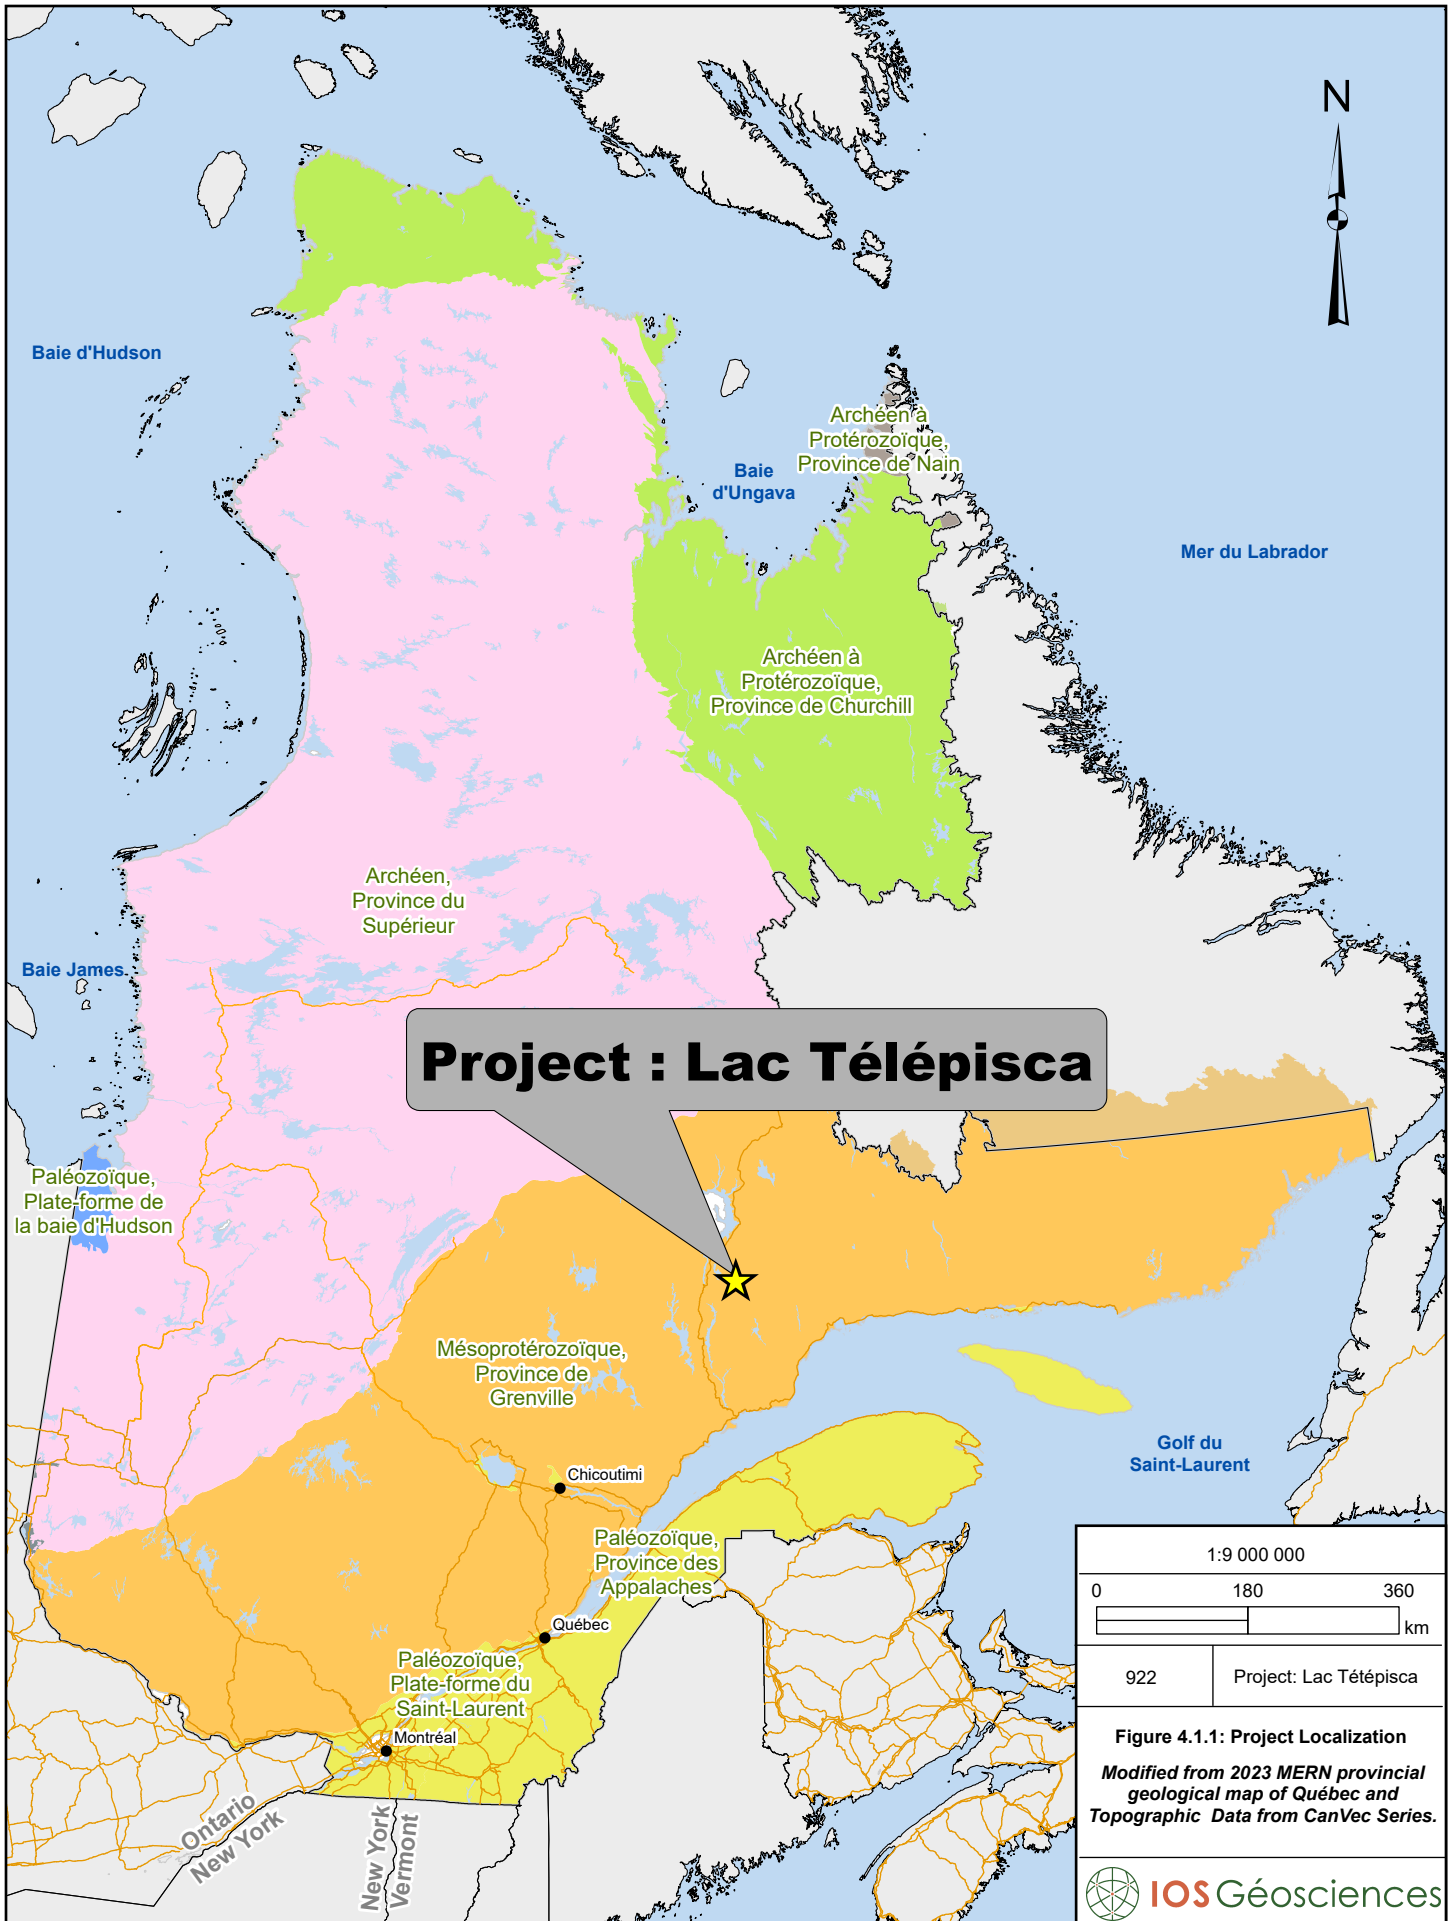 N
Baie d'Hudson
Archéen à
Protérozoïque,
Province de Nain
Baie
d'Ungava
Mer du Labrador
Archéen à
Protérozoïque,
Province de Churchill
Archéen,
Province du
Supérieur
Baie James
Project : Lac Télépisca
Paléozoïque,
Plate-forme de
la baie d'Hudson
Mésoprotérozoïque,
Province de
Grenville
Golf du
Saint-Laurent
Chicoutimi
Paléozoïque,
Province des
Appalaches
Québec
Paléozoïque,
Plate-forme du
Saint-Laurent
Montréal
Ontario
New York
New York
Vermont
1:9 000 000
0 180 360
km
922
Project: Lac Tétépisca
Figure 4.1.1: Project Localization
Modified from 2023 MERN provincial
geological map of Québec and
Topographic Data from CanVec Series.
IOS Géosciences